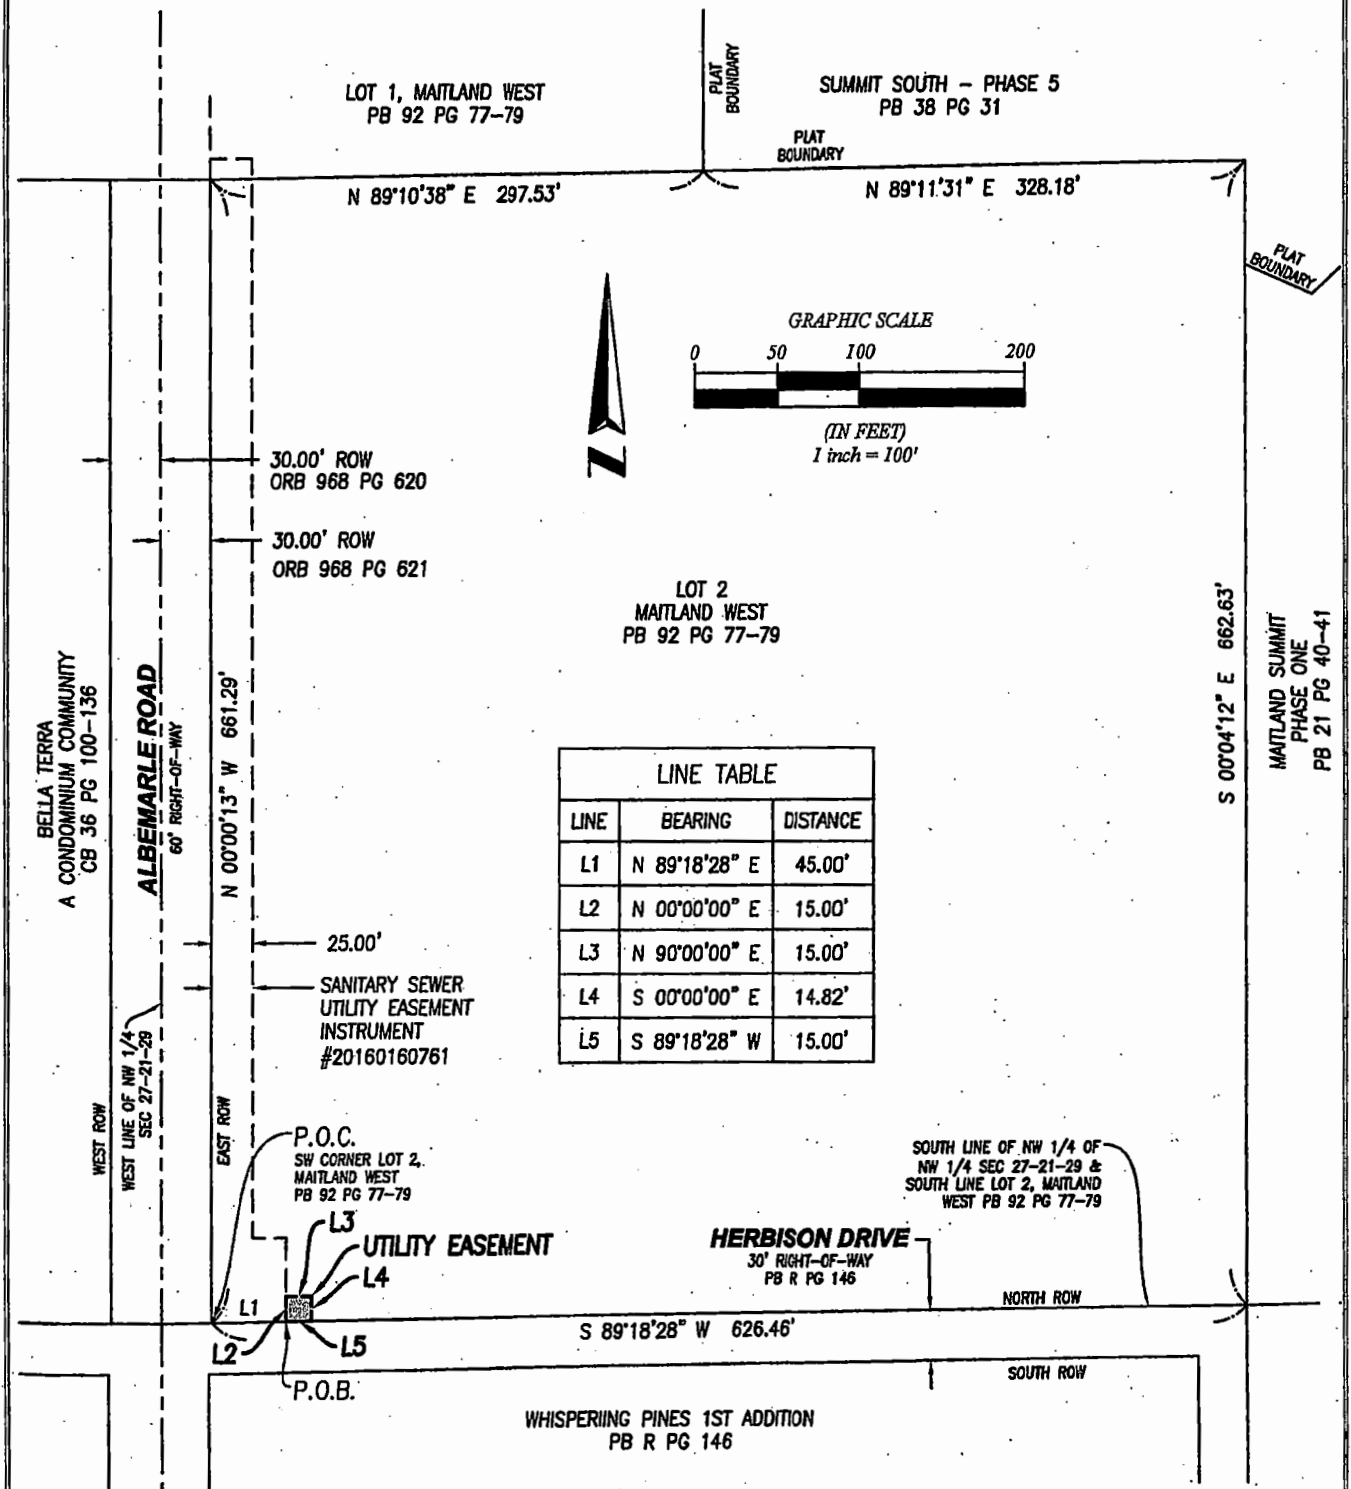 LOT 1, MAITLAND WEST
PB 92 PG 77-79
PLAT
BOUNDARY
SUMMIT SOUTH - PHASE 5
PB 38 PG 31
PLAT
BOUNDARY
N 89°10'38" E 297.53'
N 89°11'31" E 328.18'
PLAT
BOUNDARY
GRAPHIC SCALE
0 50 100 200
(IN FEET)
1 inch = 100'
N
30.00' ROW
ORB 968 PG 620
30.00' ROW
ORB 968 PG 621
LOT 2
MAITLAND WEST
PB 92 PG 77-79
BELLA TERRA
A CONDOMINIUM COMMUNITY
CB 36 PG 100-136
ALBEMARLE ROAD
60' RIGHT-OF-WAY
N 00°00'13" W 661.29'
S 00°04'12" E 662.63'
MAITLAND SUMMIT
PHASE ONE
PB 21 PG 40-41
LINE TABLE
LINE BEARING DISTANCE
L1 N 89°18'28" E 45.00'
L2 N 00°00'00" E 15.00'
L3 N 90°00'00" E 15.00'
L4 S 00°00'00" E 14.82'
L5 S 89°18'28" W 15.00'
25.00'
SANITARY SEWER
UTILITY EASEMENT
INSTRUMENT
#20160160761
WEST ROW
WEST LINE OF NW 1/4
SEC 27-21-29
EAST ROW
P.O.C.
SW CORNER LOT 2,
MAITLAND WEST
PB 92 PG 77-79
SOUTH LINE OF NW 1/4 OF
NW 1/4 SEC 27-21-29 &
SOUTH LINE LOT 2, MAITLAND
WEST PB 92 PG 77-79
L3
UTILITY EASEMENT
L4
HERBISON DRIVE
30' RIGHT-OF-WAY
PB R PG 146
L1
NORTH ROW
S 89°18'28" W 626.46'
L2
L5
P.O.B.
SOUTH ROW
WHISPERIING PINES 1ST ADDITION
PB R PG 146